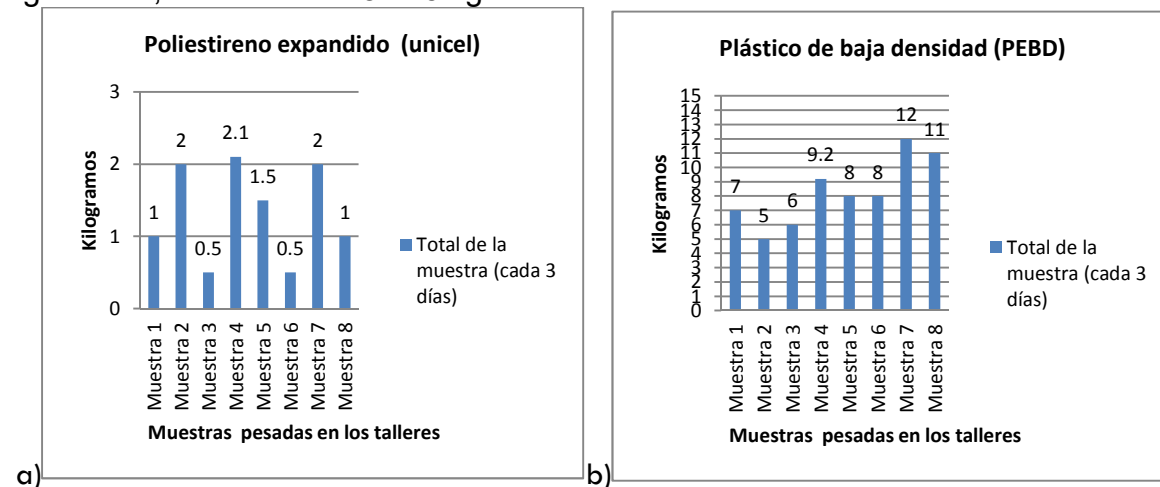 Poliestireno expandido (unicel)
3
2
1
0
Kilogramos
1
2
0.5
2.1
1.5
0.5
2
1
Muestra 1
Muestra 2
Muestra 3
Muestra 4
Muestra 5
Muestra 6
Muestra 7
Muestra 8
Muestras pesadas en los talleres
Total de la
muestra (cada 3
días)
a)
Plástico de baja densidad (PEBD)
15
14
13
12
11
10
9
8
7
6
5
4
3
2
1
0
Kilogramos
7
5
6
9.2
8
8
12
11
Muestra 1
Muestra 2
Muestra 3
Muestra 4
Muestra 5
Muestra 6
Muestra 7
Muestra 8
Muestras pesadas en los talleres
Total de la
muestra (cada 3
días)
b)